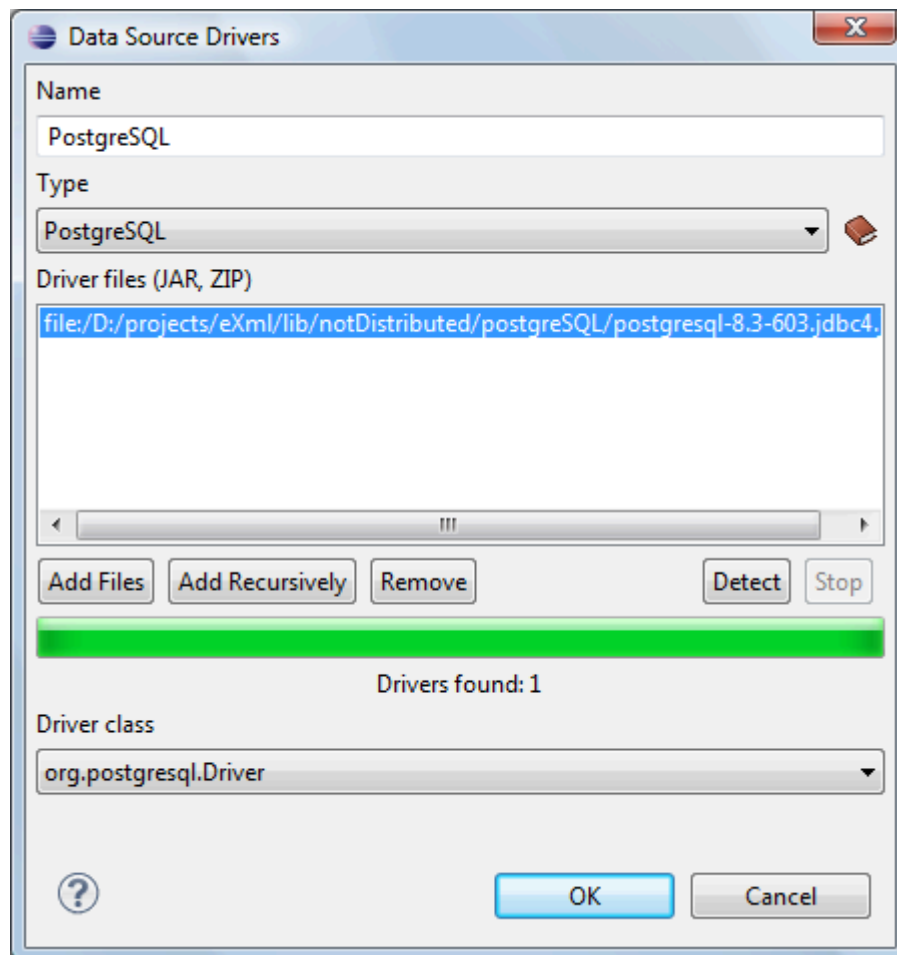 Data Source Drivers
Name
PostgreSQL
Type
PostgreSQL
Driver files (JAR, ZIP)
file:/D:/projects/eXml/lib/notDistributed/postgreSQL/postgresql-8.3-603.jdbc4.
Add Files Add Recursively Remove Detect Stop
Drivers found: 1
Driver class
org.postgresql.Driver
? OK Cancel